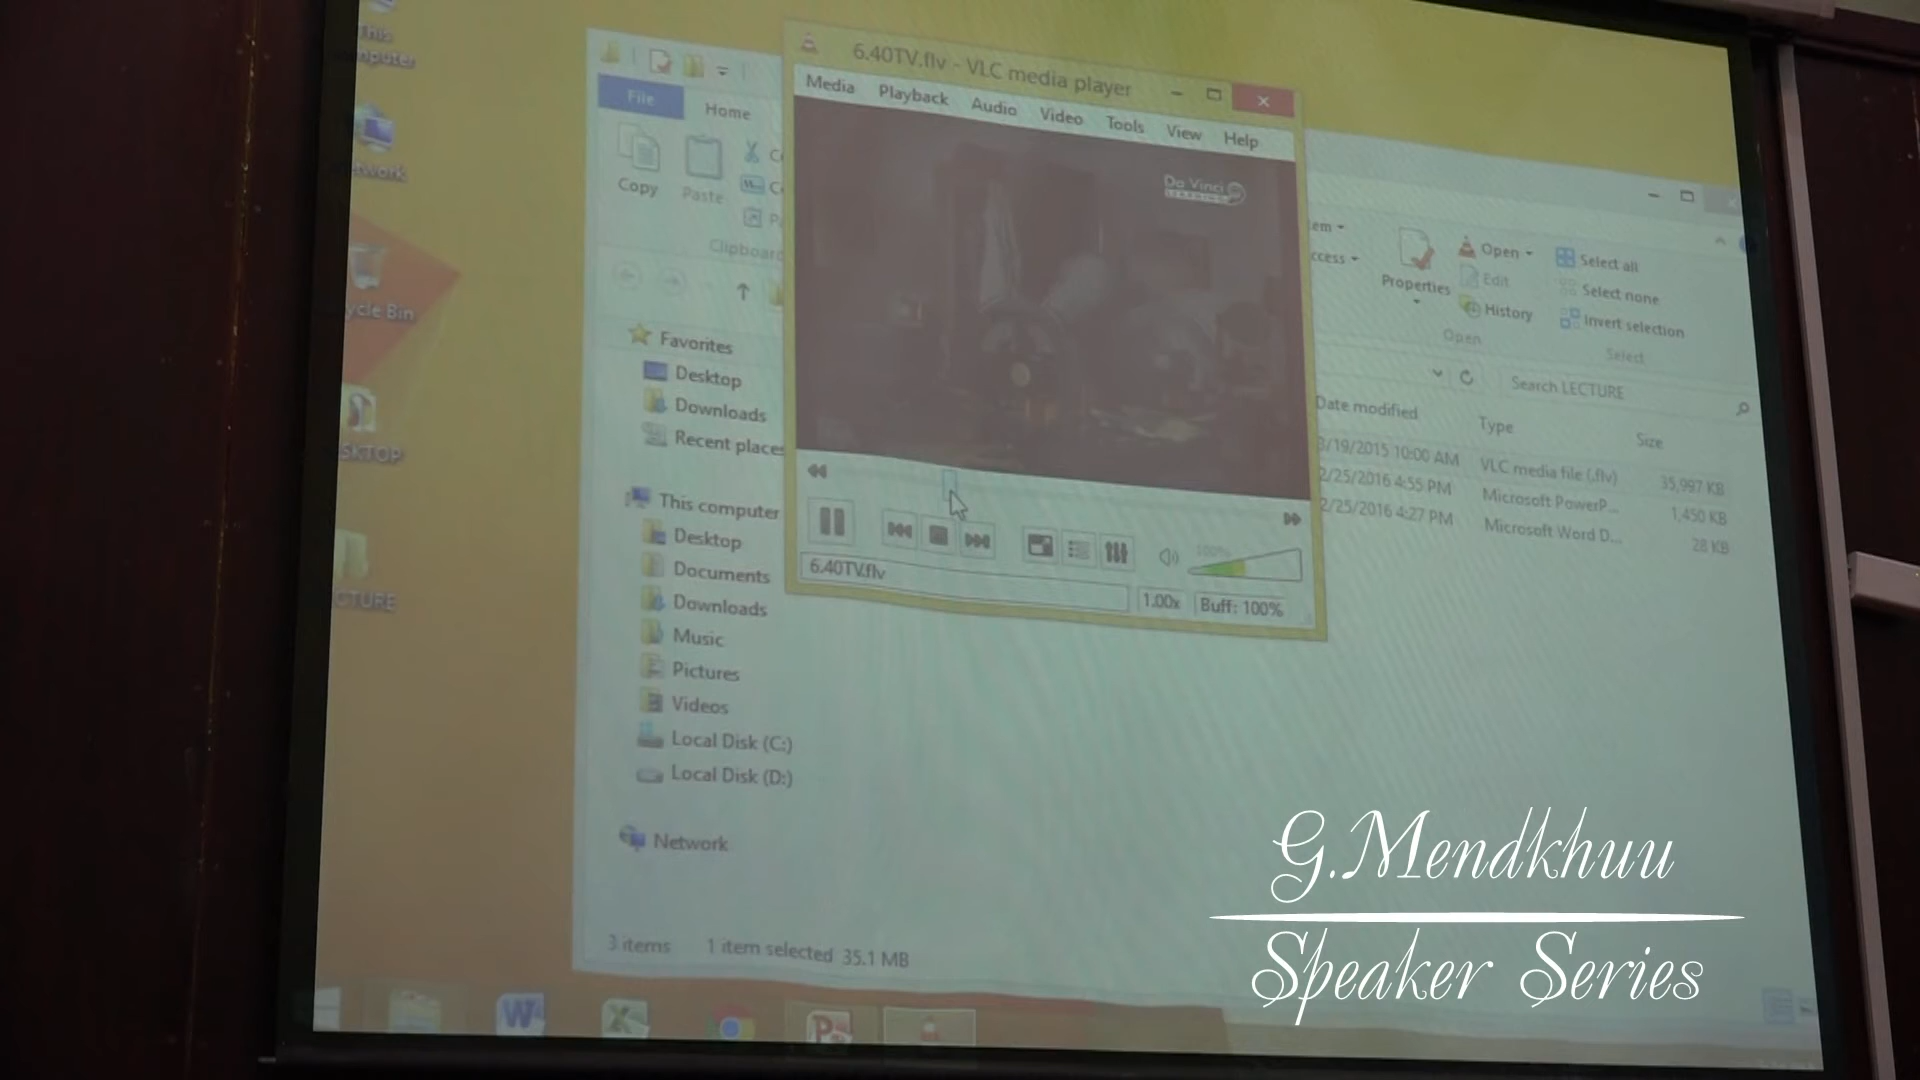 This
Computer
Network
Recycle Bin
DESKTOP
LECTURE
6.40TV.flv - VLC media player
Media Playback Audio Video Tools View Help
Da Vinci
LEARNING
6.40TV.flv
1.00x
Buff: 100%
100%
File
Home
Copy
Paste
Clipboard
Favorites
Desktop
Downloads
Recent places
This computer
Desktop
Documents
Downloads
Music
Pictures
Videos
Local Disk (C:)
Local Disk (D:)
Network
3 items 1 item selected 35.1 MB
Properties
Open
Edit
History
Open
Select all
Select none
Invert selection
Select
Search LECTURE
Date modified Type Size
3/19/2015 10:00 AM VLC media file (.flv) 35,997 KB
2/25/2016 4:55 PM Microsoft PowerP... 1,450 KB
2/25/2016 4:27 PM Microsoft Word D... 28 KB
G.Mendkhuu
Speaker Series